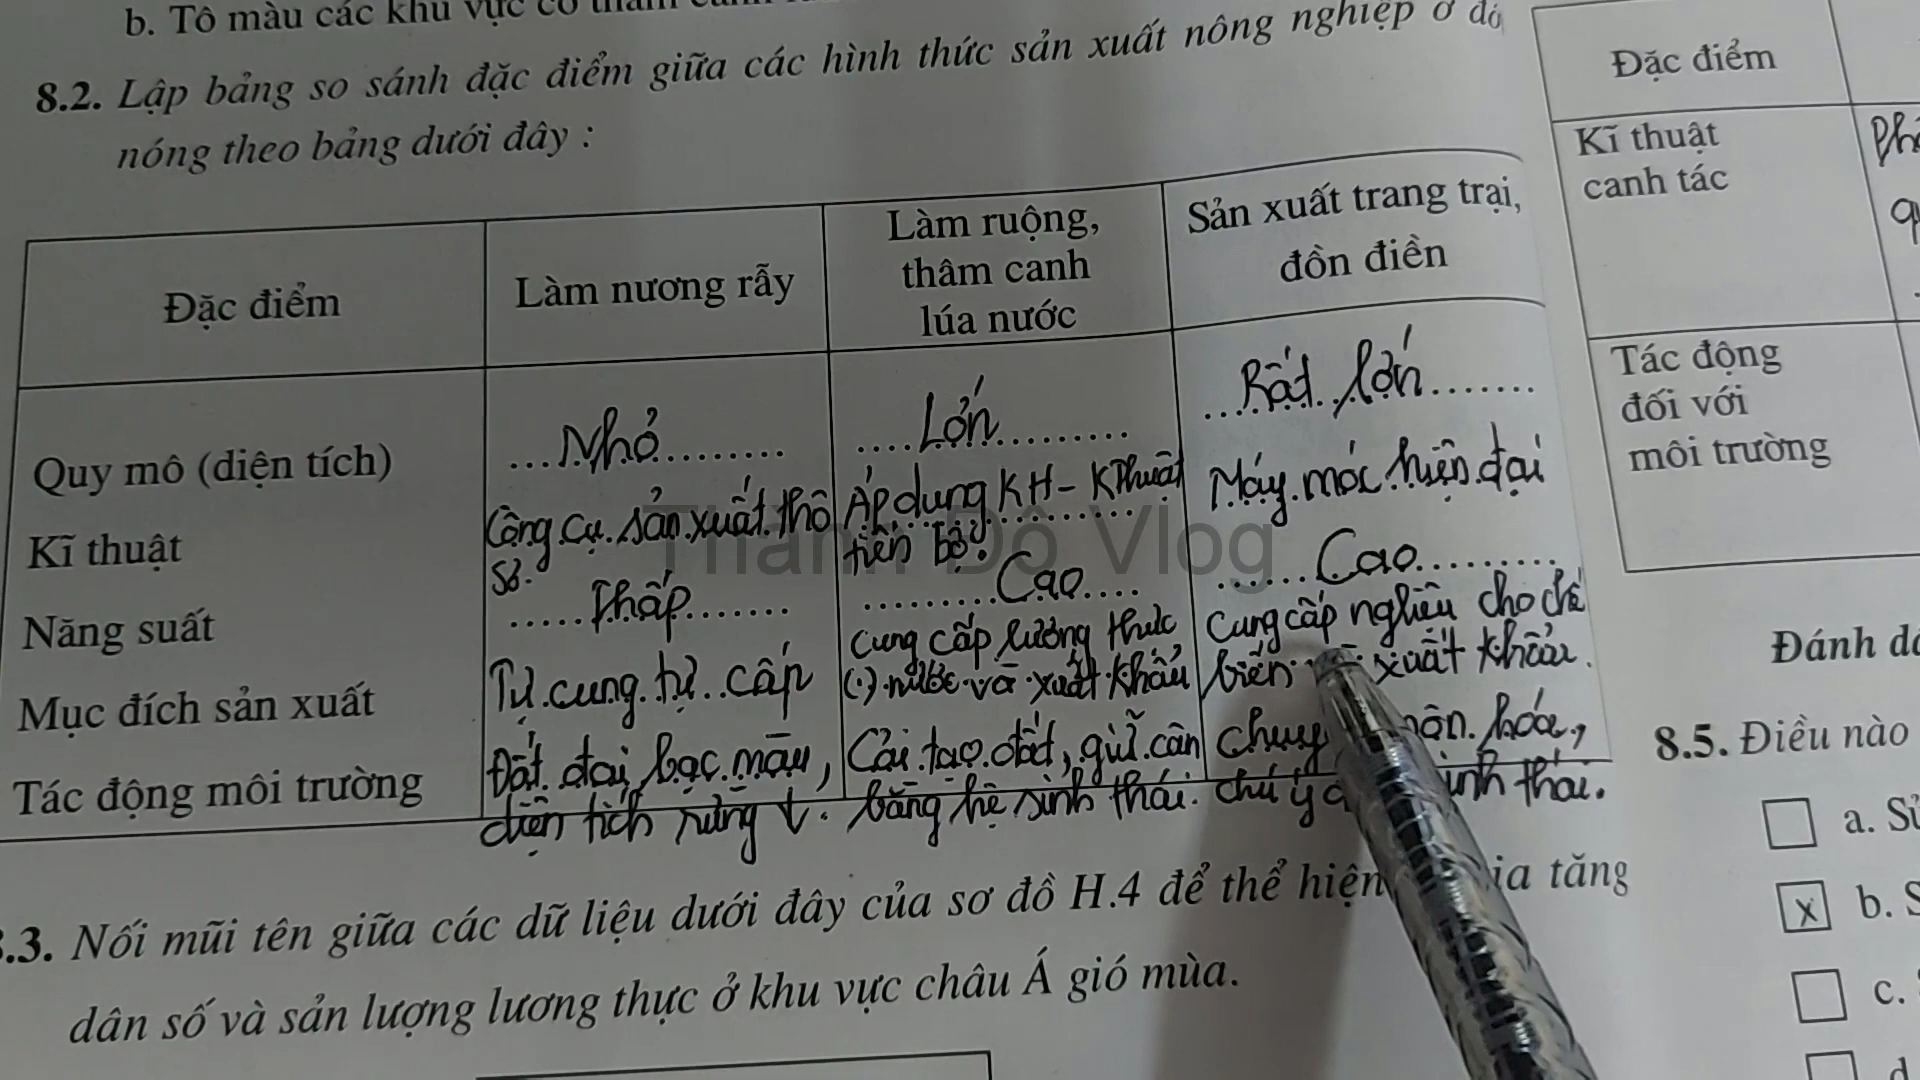 b. Tô màu các khu vực có
8.2. Lập bảng so sánh đặc điểm giữa các hình thức sản xuất nông nghiệp ở đới
nóng theo bảng dưới đây :
Đặc điểm
Làm nương rẫy
Làm ruộng,
thâm canh
lúa nước
Sản xuất trang trại,
đồn điền
Quy mô (diện tích)
Nhỏ
Lớn
Rất lớn
Kĩ thuật
Công cụ sản xuất thô
sơ.
Áp dụng KH-KThuật
tiến bộ.
Máy móc hiện đại
Năng suất
Thấp
Cao
Cao
Mục đích sản xuất
Tự cung tự cấp
Cung cấp lương thực
(.) nước và xuất khẩu
Cung cấp nghliêu cho chế
biến xuất khẩu.
Tác động môi trường
Đất đai bạc màu,
diện tích rừng ↓.
Cải tạo đất, giữ cân
bằng hệ sinh thái.
chuy môn hóa,
chú ý sinh thái.
8.3. Nối mũi tên giữa các dữ liệu dưới đây của sơ đồ H.4 để thể hiện gia tăng
dân số và sản lượng lương thực ở khu vực châu Á gió mùa.
Đặc điểm
Kĩ thuật
canh tác
Tác động
đối với
môi trường
Đánh
8.5. Điều nào
a.
x b.
c.
d
Thành Đô Vlog